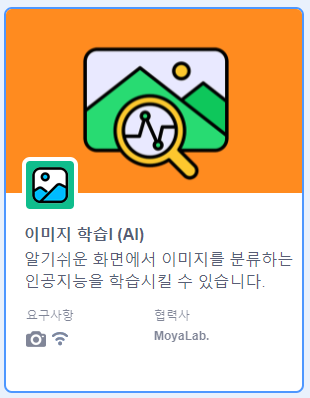 이미지 학습I (AI)
알기쉬운 화면에서 이미지를 분류하는
인공지능을 학습시킬 수 있습니다.
요구사항 협력사
MoyaLab.